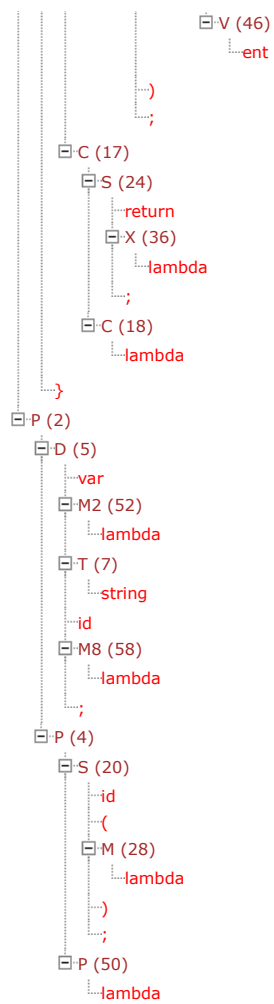 V (46)
ent
)
;
C (17)
S (24)
return
X (36)
lambda
;
C (18)
lambda
}
P (2)
D (5)
var
M2 (52)
lambda
T (7)
string
id
M8 (58)
lambda
;
P (4)
S (20)
id
(
M (28)
lambda
)
;
P (50)
lambda